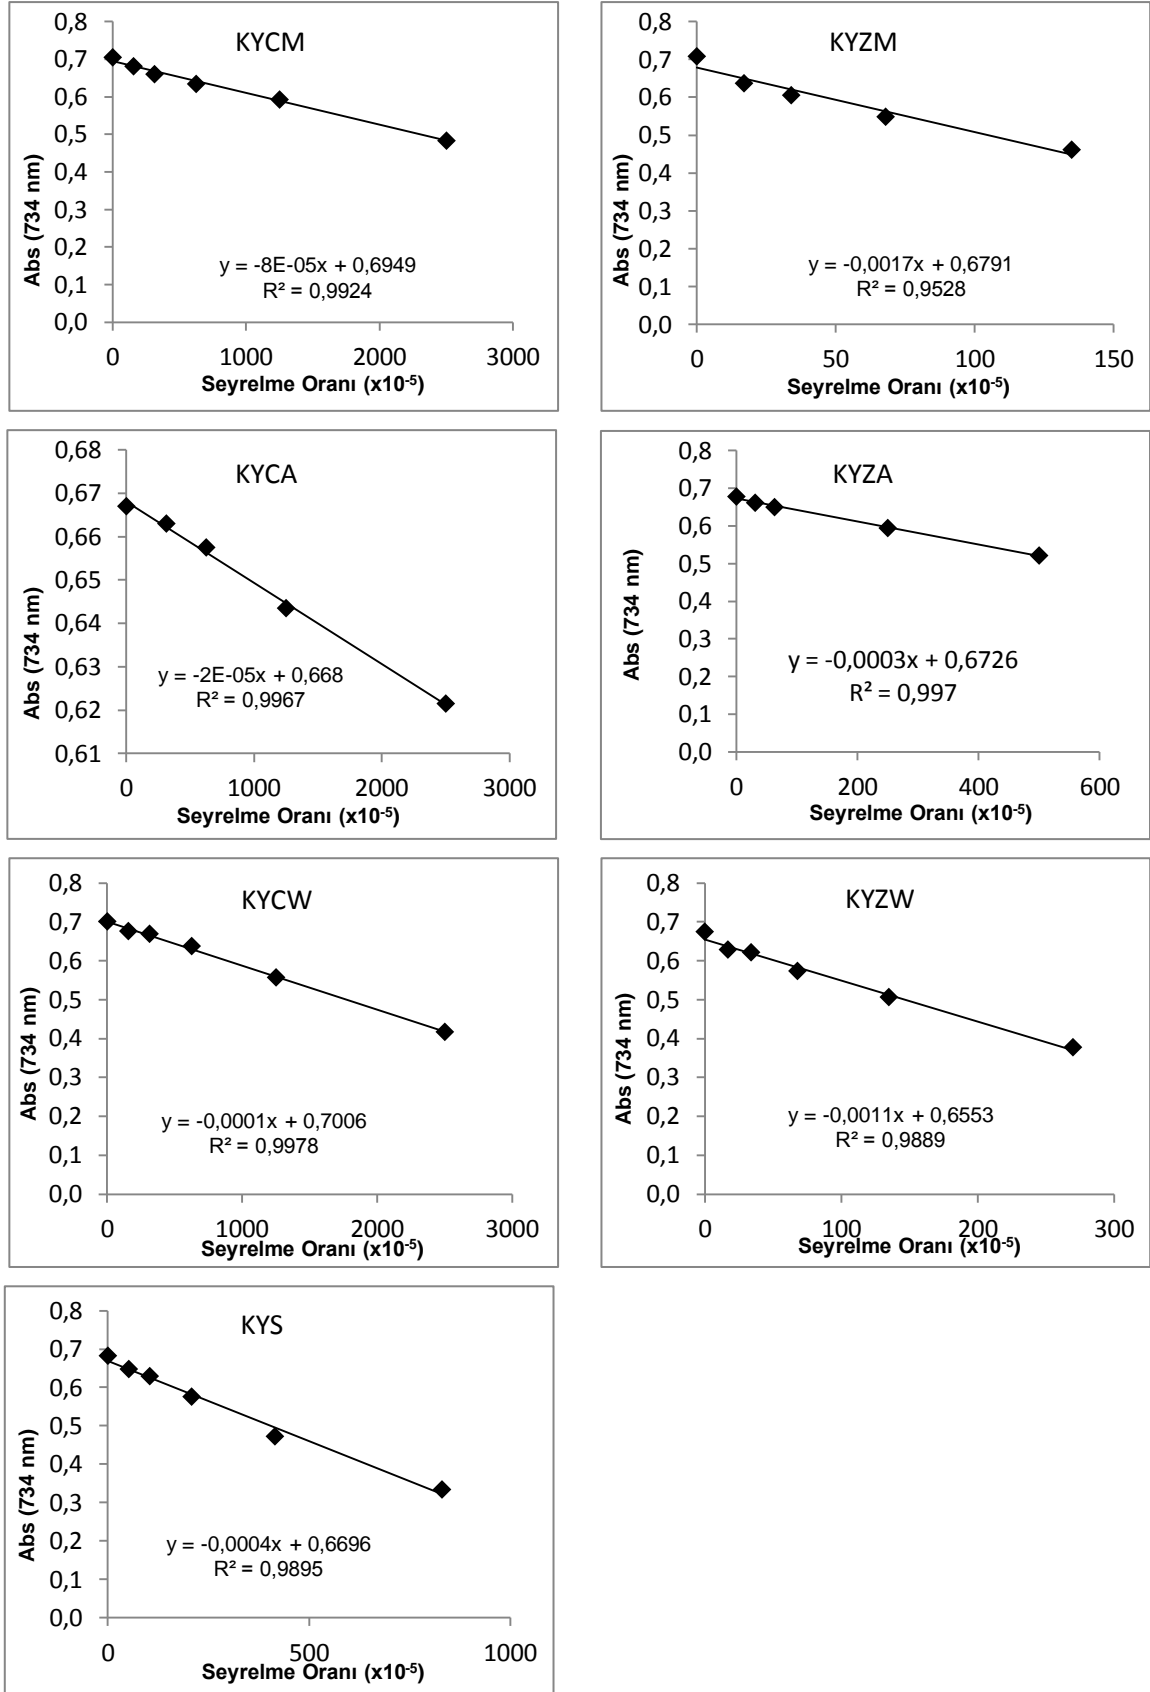 KYCM
0,8
0,7
0,6
0,5
0,4
0,3
0,2
0,1
0,0
Abs (734 nm)
y = -8E-05x + 0,6949
R² = 0,9924
0 1000 2000 3000
Seyrelme Oranı (x10⁻⁵)
KYZM
0,8
0,7
0,6
0,5
0,4
0,3
0,2
0,1
0,0
Abs (734 nm)
y = -0,0017x + 0,6791
R² = 0,9528
0 50 100 150
Seyrelme Oranı (x10⁻⁵)
KYCA
0,68
0,67
0,66
0,65
0,64
0,63
0,62
0,61
Abs (734 nm)
y = -2E-05x + 0,668
R² = 0,9967
0 1000 2000 3000
Seyrelme Oranı (x10⁻⁵)
KYZA
0,8
0,7
0,6
0,5
0,4
0,3
0,2
0,1
0,0
Abs (734 nm)
y = -0,0003x + 0,6726
R² = 0,997
0 200 400 600
Seyrelme Oranı (x10⁻⁵)
KYCW
0,8
0,7
0,6
0,5
0,4
0,3
0,2
0,1
0,0
Abs (734 nm)
y = -0,0001x + 0,7006
R² = 0,9978
0 1000 2000 3000
Seyrelme Oranı (x10⁻⁵)
KYZW
0,8
0,7
0,6
0,5
0,4
0,3
0,2
0,1
0,0
Abs (734 nm)
y = -0,0011x + 0,6553
R² = 0,9889
0 100 200 300
Seyrelme Oranı (x10⁻⁵)
KYS
0,8
0,7
0,6
0,5
0,4
0,3
0,2
0,1
0,0
Abs (734 nm)
y = -0,0004x + 0,6696
R² = 0,9895
0 500 1000
Seyrelme Oranı (x10⁻⁵)